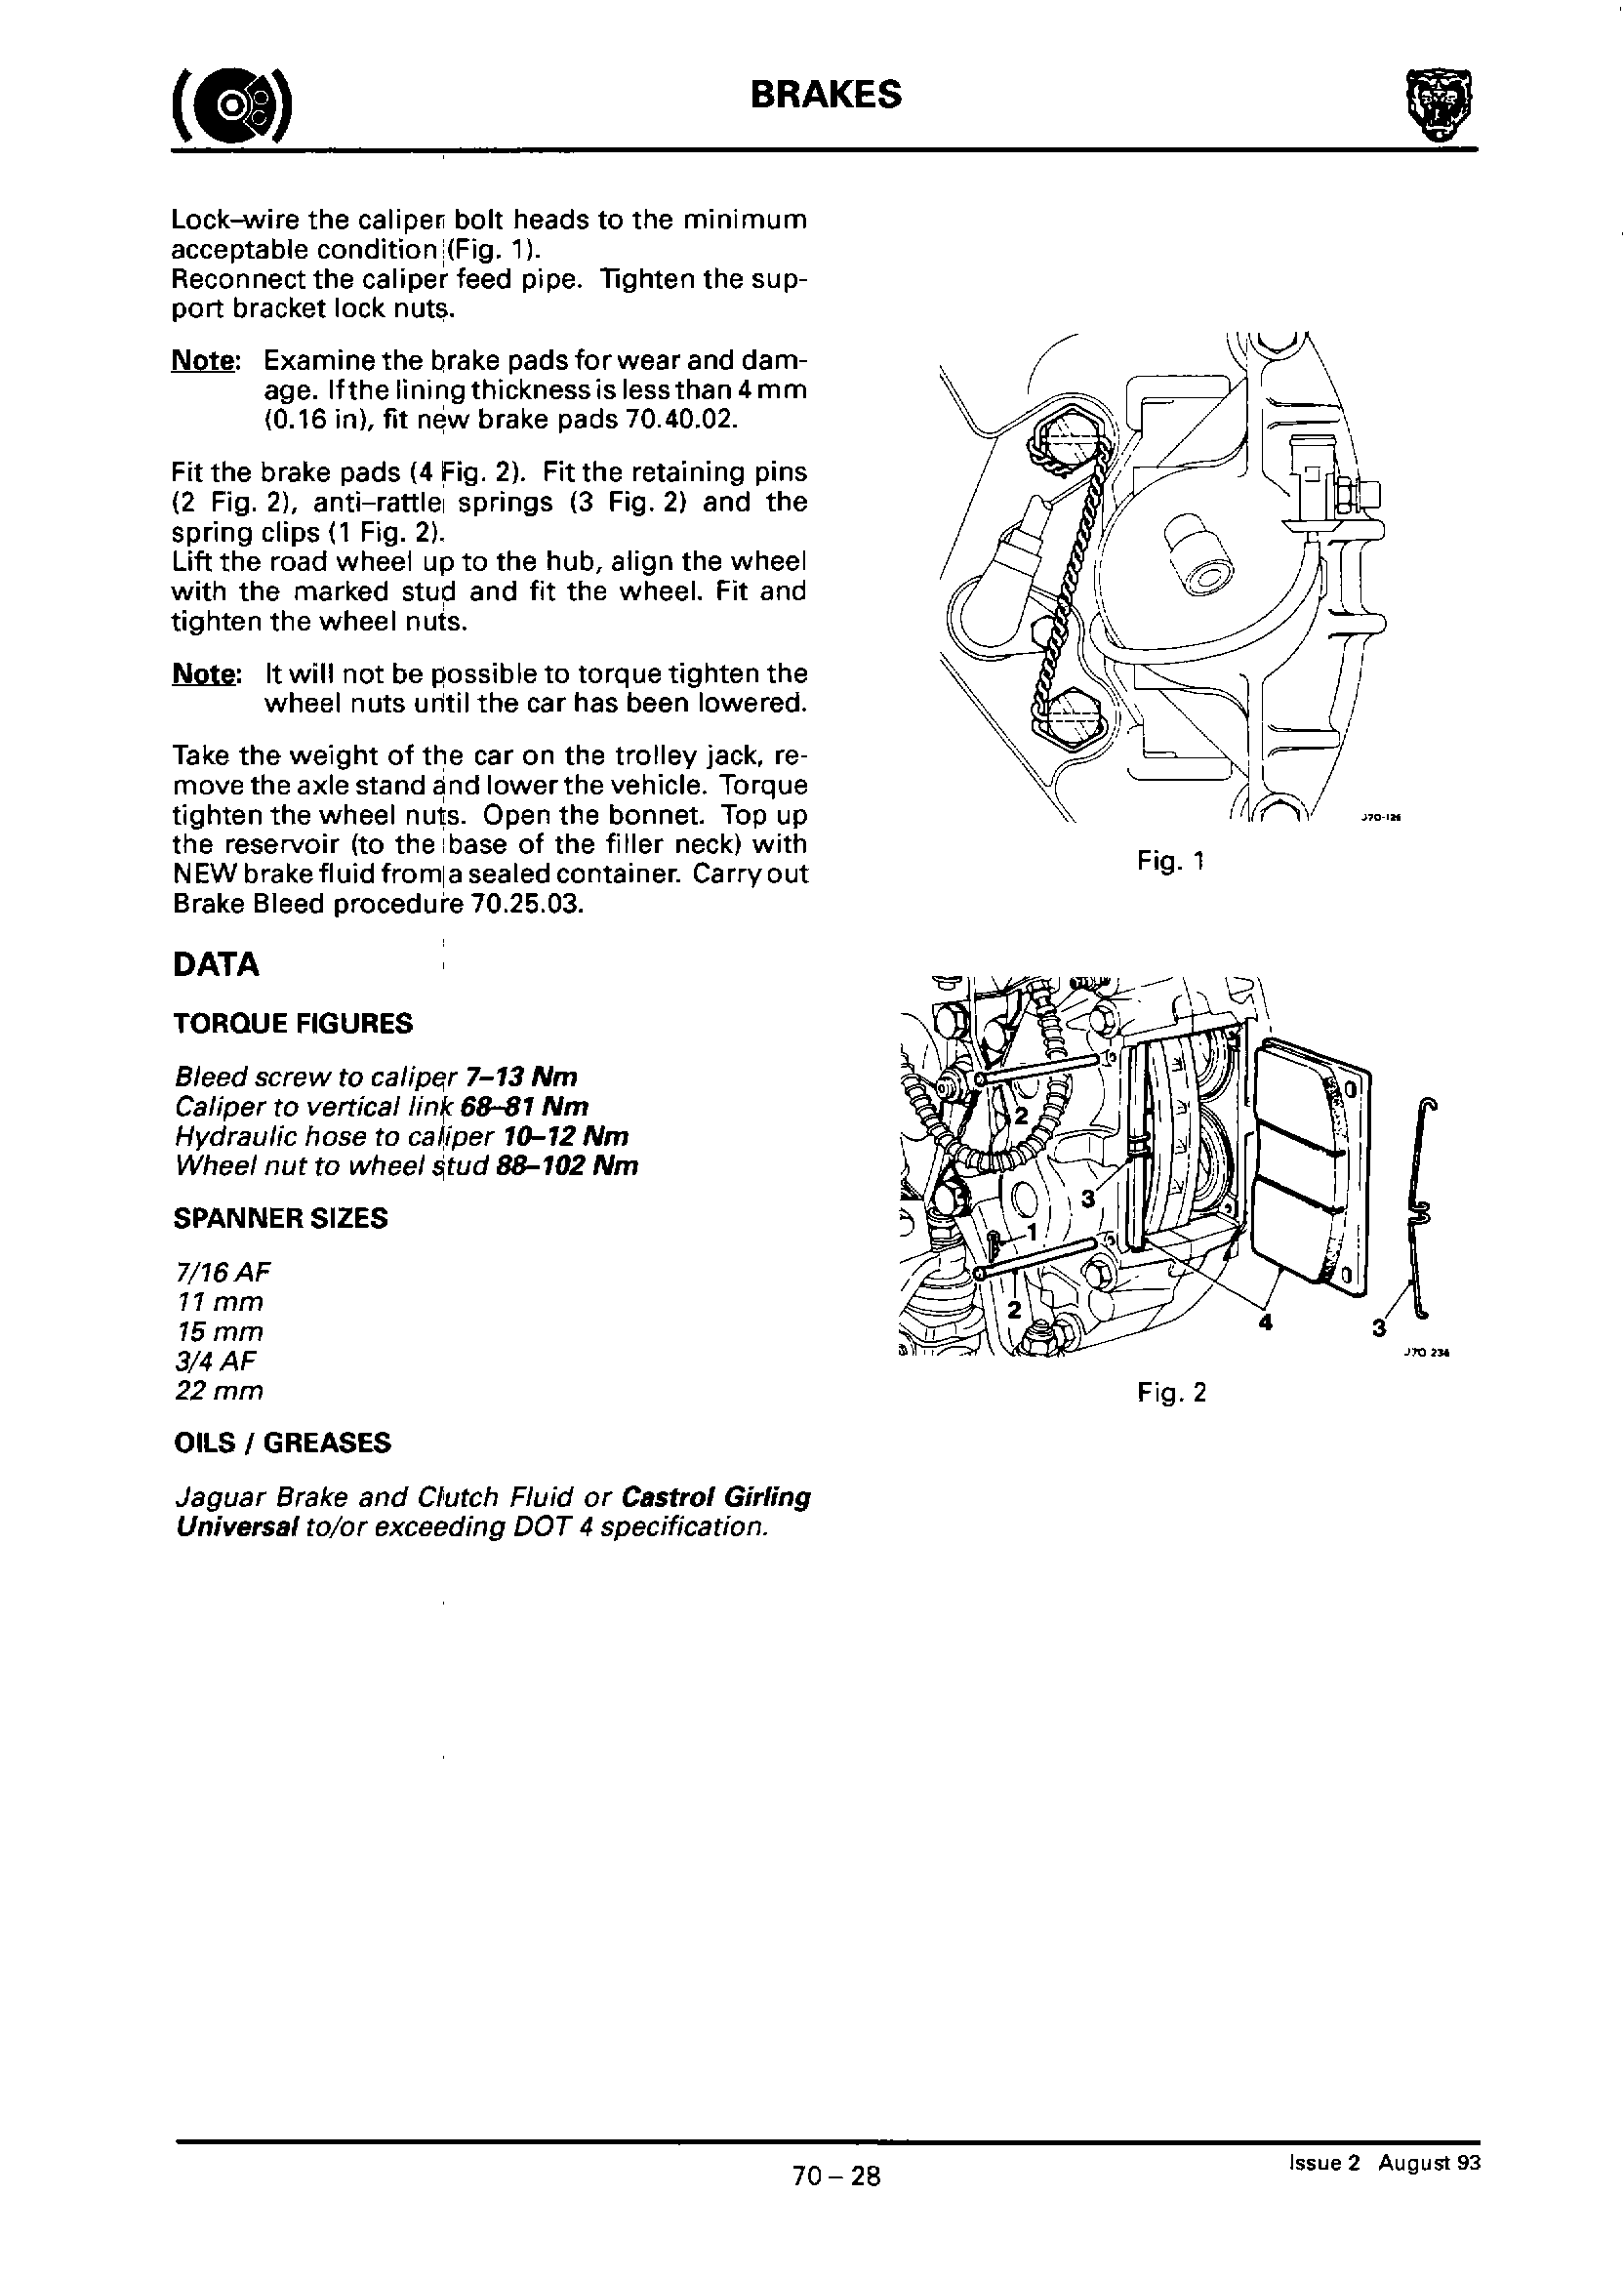 BRAKES
Lock–wire the caliper bolt heads to the minimum
acceptable condition (Fig. 1).
Reconnect the caliper feed pipe. Tighten the sup-
port bracket lock nuts.
Note: Examine the brake pads for wear and dam-
age. If the lining thickness is less than 4 mm
(0.16 in), fit new brake pads 70.40.02.
Fit the brake pads (4 Fig. 2). Fit the retaining pins
(2 Fig. 2), anti–rattle springs (3 Fig. 2) and the
spring clips (1 Fig. 2).
Lift the road wheel up to the hub, align the wheel
with the marked stud and fit the wheel. Fit and
tighten the wheel nuts.
Note: It will not be possible to torque tighten the
wheel nuts until the car has been lowered.
Take the weight of the car on the trolley jack, re-
move the axle stand and lower the vehicle. Torque
tighten the wheel nuts. Open the bonnet. Top up
the reservoir (to the base of the filler neck) with
NEW brake fluid from a sealed container. Carry out
Brake Bleed procedure 70.25.03.
DATA
TORQUE FIGURES
Bleed screw to caliper 7–13 Nm
Caliper to vertical link 68–81 Nm
Hydraulic hose to caliper 10–12 Nm
Wheel nut to wheel stud 88–102 Nm
SPANNER SIZES
7/16 AF
11 mm
15 mm
3/4 AF
22 mm
OILS / GREASES
Jaguar Brake and Clutch Fluid or Castrol Girling
Universal to/or exceeding DOT 4 specification.
J70-126
Fig. 1
2
3
1
2
4
3
J70 236
Fig. 2
70 – 28
Issue 2 August 93